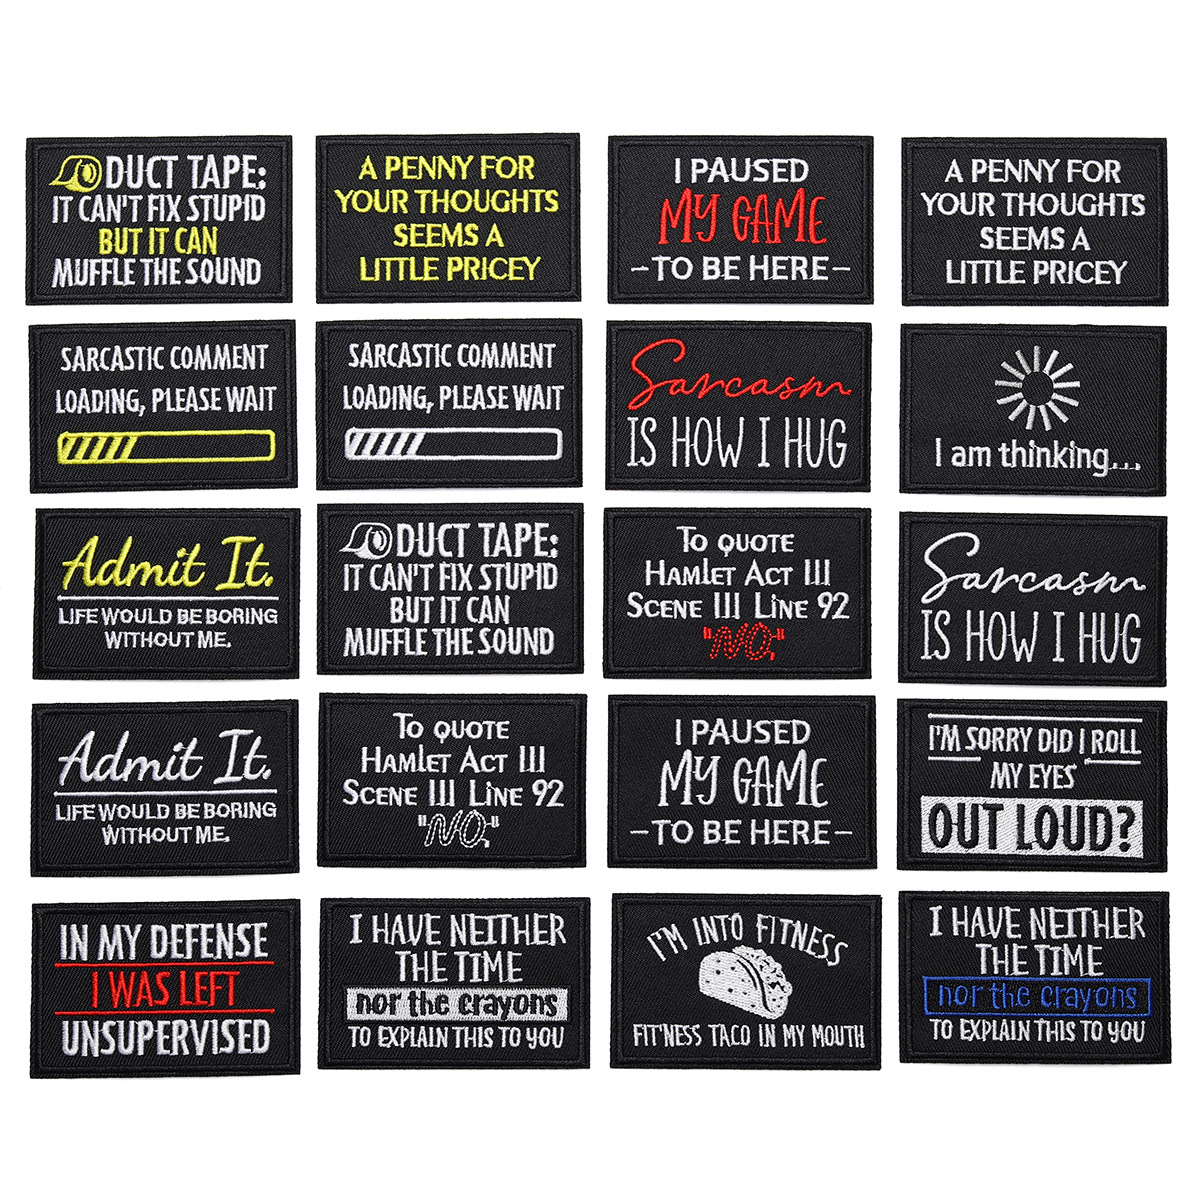 DUCT TAPE:
IT CAN'T FIX STUPID
BUT IT CAN
MUFFLE THE SOUND
A PENNY FOR
YOUR THOUGHTS
SEEMS A
LITTLE PRICEY
I PAUSED
MY GAME
-TO BE HERE-
A PENNY FOR
YOUR THOUGHTS
SEEMS A
LITTLE PRICEY
SARCASTIC COMMENT
LOADING, PLEASE WAIT
SARCASTIC COMMENT
LOADING, PLEASE WAIT
Sarcasm
IS HOW I HUG
I am thinking...
Admit It.
LIFE WOULD BE BORING
WITHOUT ME.
DUCT TAPE:
IT CAN'T FIX STUPID
BUT IT CAN
MUFFLE THE SOUND
TO QUOTE
HAMLET ACT III
SCENE III LINE 92
"NO."
Sarcasm
IS HOW I HUG
Admit It.
LIFE WOULD BE BORING
WITHOUT ME.
TO QUOTE
HAMLET ACT III
SCENE III LINE 92
"NO."
I PAUSED
MY GAME
-TO BE HERE-
I'M SORRY DID I ROLL
MY EYES
OUT LOUD?
IN MY DEFENSE
I WAS LEFT
UNSUPERVISED
I HAVE NEITHER
THE TIME
nor the crayons
TO EXPLAIN THIS TO YOU
I'M INTO FITNESS
FIT'NESS TACO IN MY MOUTH
I HAVE NEITHER
THE TIME
nor the crayons
TO EXPLAIN THIS TO YOU